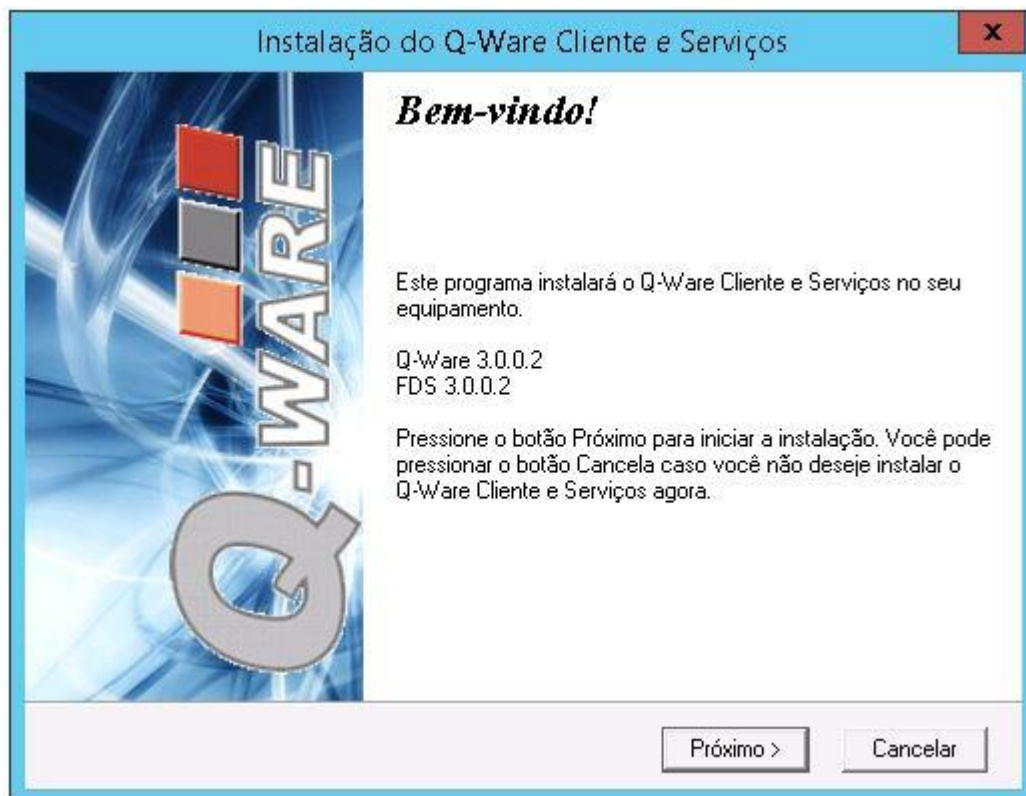 Instalação do Q-Ware Cliente e Serviços
X
Q-WARE
Bem-vindo!
Este programa instalará o Q-Ware Cliente e Serviços no seu
equipamento.
Q-Ware 3.0.0.2
FDS 3.0.0.2
Pressione o botão Próximo para iniciar a instalação. Você pode
pressionar o botão Cancela caso você não deseje instalar o
Q-Ware Cliente e Serviços agora.
Próximo >
Cancelar